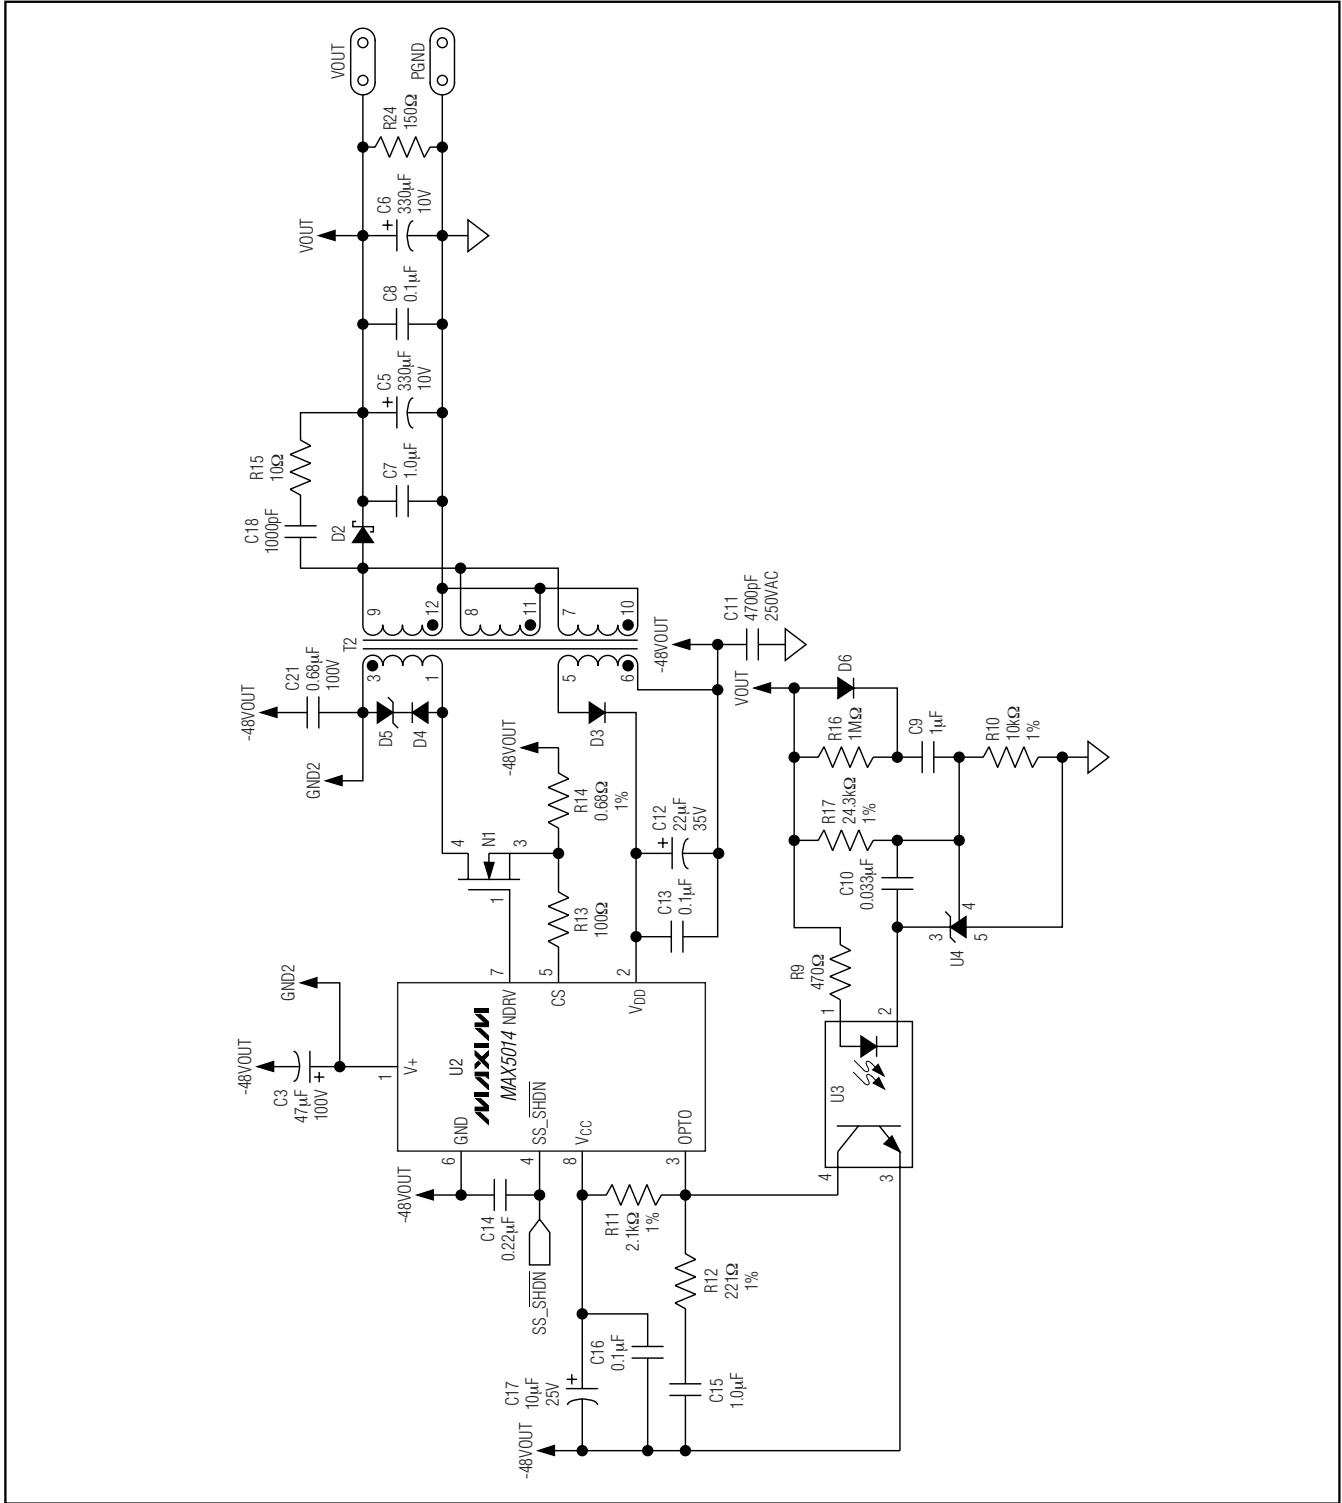 VOUT
PGND
R24
150Ω
VOUT
C6
330µF
10V
+
C8
0.1µF
C5
330µF
10V
+
R15
10Ω
C18
1000pF
C7
1.0µF
D2
T2
9
12
8
11
7
10
3
1
5
6
-48VOUT
C21
0.68µF
100V
D5
D4
GND2
-48VOUT
C11
4700pF
250VAC
D3
-48VOUT
R14
0.68Ω
1%
N1
4
3
1
R13
100Ω
C12
22µF
35V
+
C13
0.1µF
GND2
-48VOUT
C3
47µF
100V
+
1
V+
U2
MAXIM
MAX5014
7
NDRV
5
CS
2
VDD
6
GND
4
SS_SHDN
8
VCC
3
OPTO
-48VOUT
C14
0.22µF
SS_SHDN
R11
2.1kΩ
1%
R12
221Ω
1%
C17
10µF
25V
+
C16
0.1µF
C15
1.0µF
-48VOUT
VOUT
D6
R16
1MΩ
C9
1µF
R10
10kΩ
1%
R17
24.3kΩ
1%
C10
0.033µF
3
4
5
U4
R9
470Ω
1
2
U3
4
3